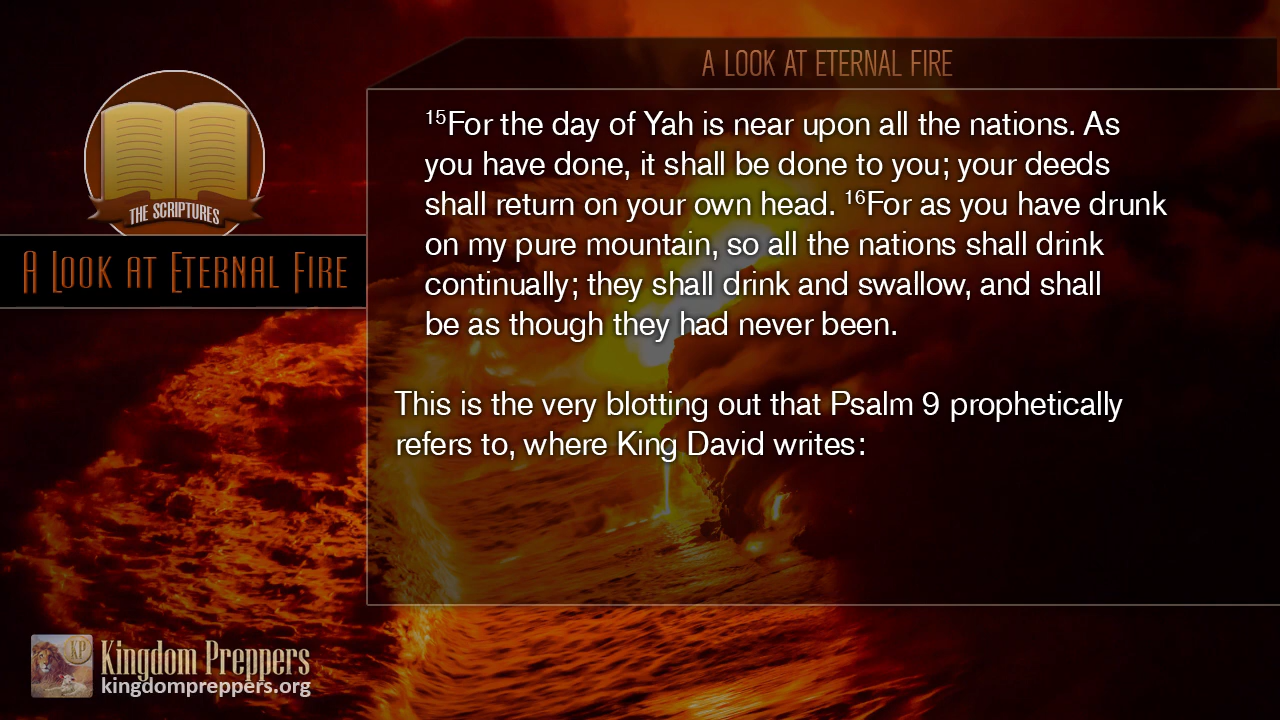 THE SCRIPTURES
A LOOK AT ETERNAL FIRE
A LOOK AT ETERNAL FIRE
15For the day of Yah is near upon all the nations. As
you have done, it shall be done to you; your deeds
shall return on your own head. 16For as you have drunk
on my pure mountain, so all the nations shall drink
continually; they shall drink and swallow, and shall
be as though they had never been.
This is the very blotting out that Psalm 9 prophetically
refers to, where King David writes:
KP
Kingdom Preppers
kingdompreppers.org